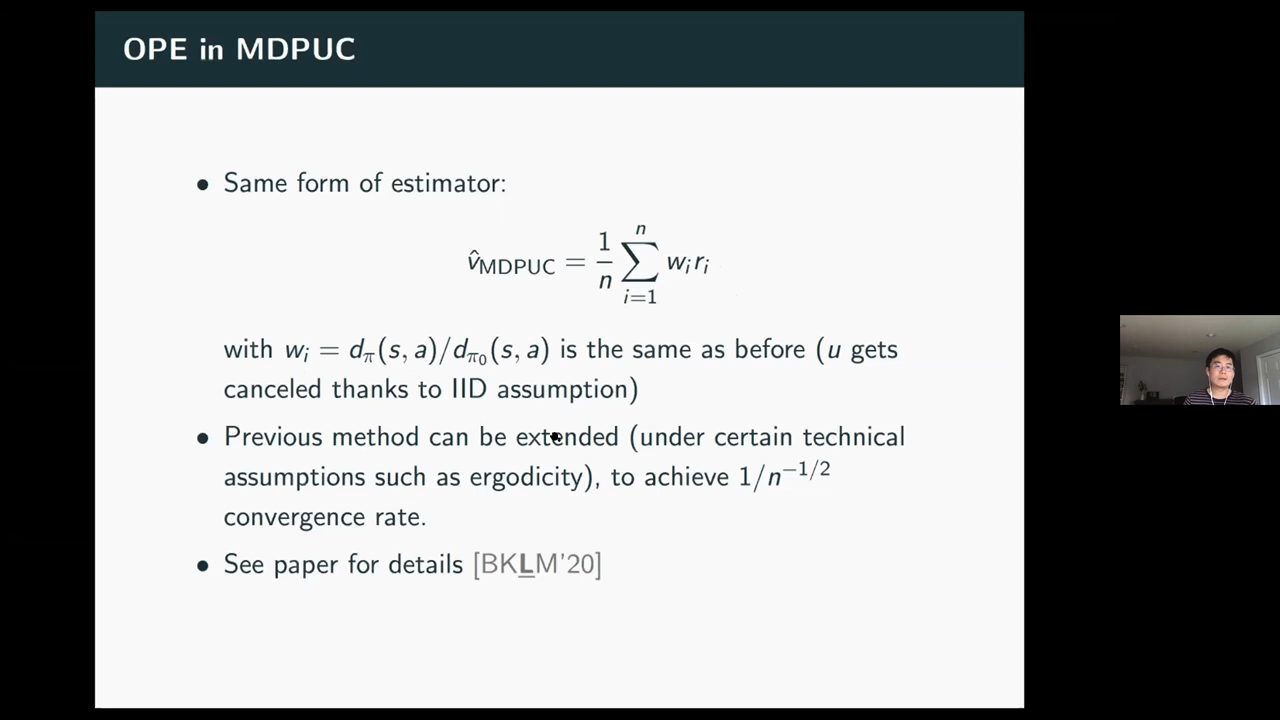 OPE in MDPUC
• Same form of estimator:
v̂_MDPUC = 1/n ∑_{i=1}^{n} w_i r_i
with w_i = d_π(s, a)/d_{π_0}(s, a) is the same as before (u gets
canceled thanks to IID assumption)
• Previous method can be extended (under certain technical
assumptions such as ergodicity), to achieve 1/n^{−1/2}
convergence rate.
• See paper for details [BKLM'20]